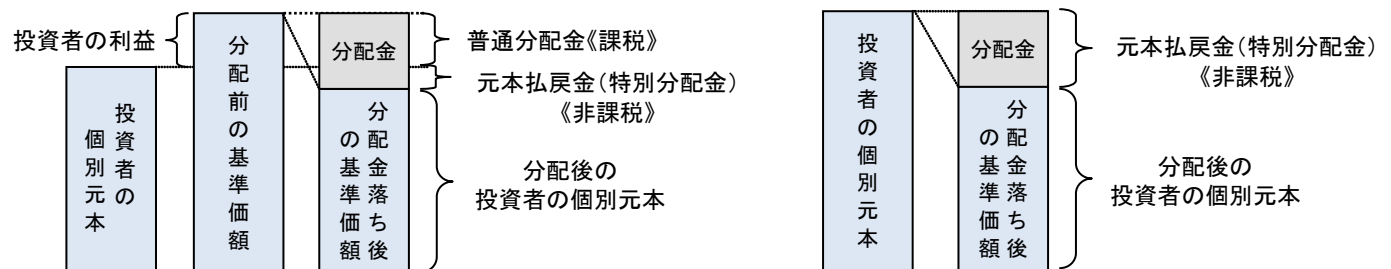 投資者の利益
投資者の
個別元本
分配前の基準価額
分配金
分配金落ち後
の基準価額
普通分配金《課税》
元本払戻金(特別分配金)
《非課税》
分配後の
投資者の個別元本
投資者の個別元本
分配金
分配金落ち後
の基準価額
元本払戻金(特別分配金)
《非課税》
分配後の
投資者の個別元本